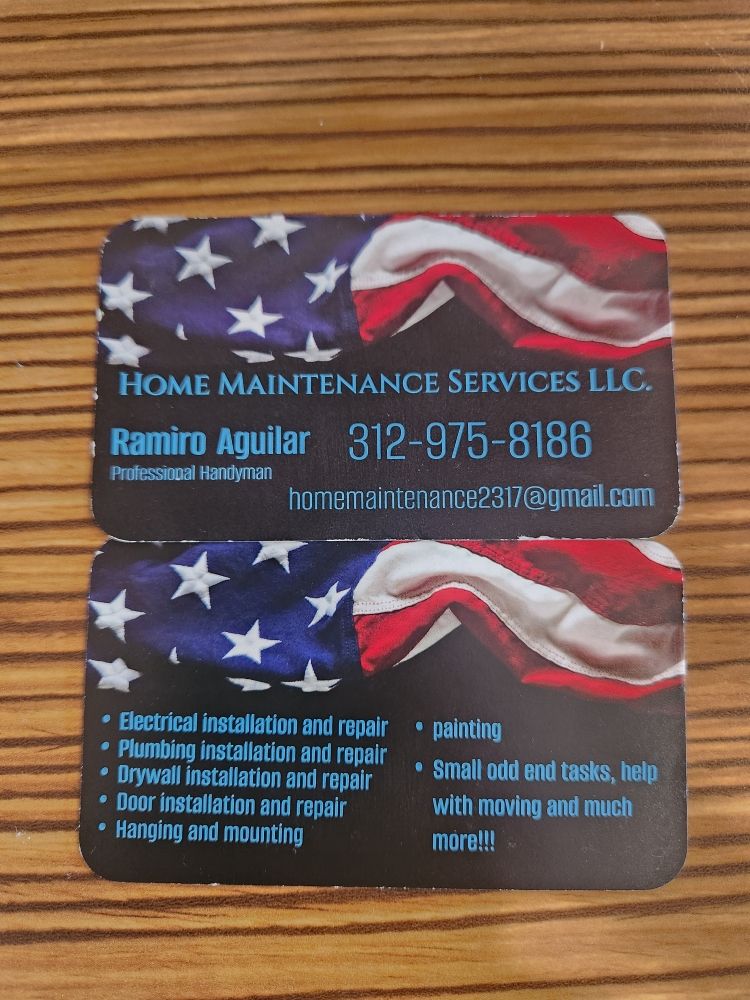 HOME MAINTENANCE SERVICES LLC.
Ramiro Aguilar
312-975-8186
Professional Handyman
homemaintenance2317@gmail.com
• Electrical installation and repair
• Plumbing installation and repair
• Drywall installation and repair
• Door installation and repair
• Hanging and mounting
• painting
• Small odd end tasks, help
with moving and much
more!!!